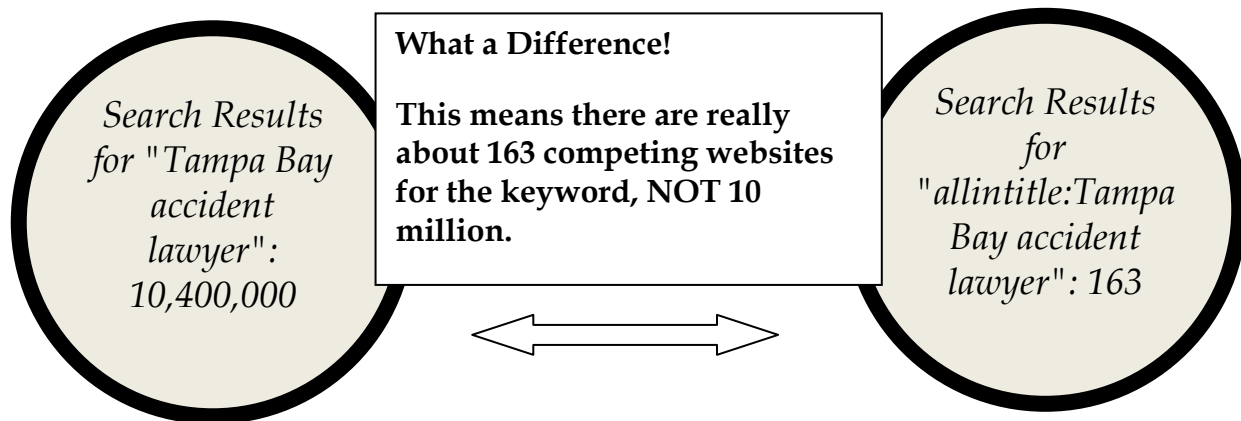 Search Results
for "Tampa Bay
accident
lawyer":
10,400,000
What a Difference!
This means there are really
about 163 competing websites
for the keyword, NOT 10
million.
Search Results
for
"allintitle:Tampa
Bay accident
lawyer": 163